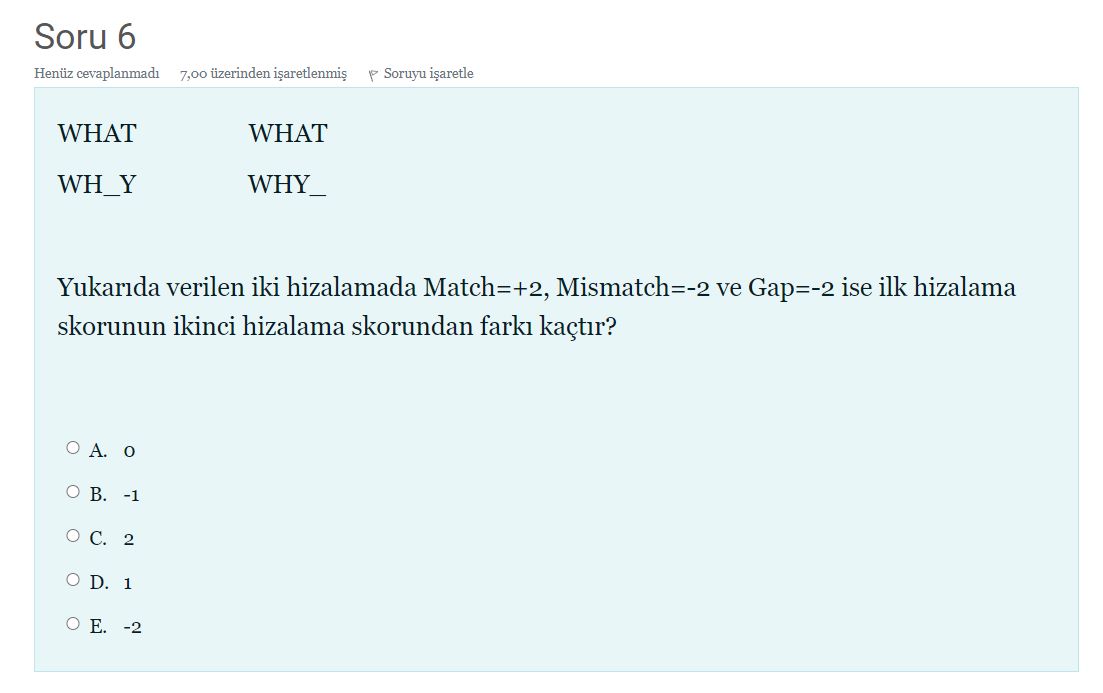 Soru 6
Henüz cevaplanmadı 7,00 üzerinden işaretlenmiş Soruyu işaretle
WHAT WHAT
WH_Y WHY_
Yukarıda verilen iki hizalamada Match=+2, Mismatch=-2 ve Gap=-2 ise ilk hizalama
skorunun ikinci hizalama skorundan farkı kaçtır?
A. 0
B. -1
C. 2
D. 1
E. -2